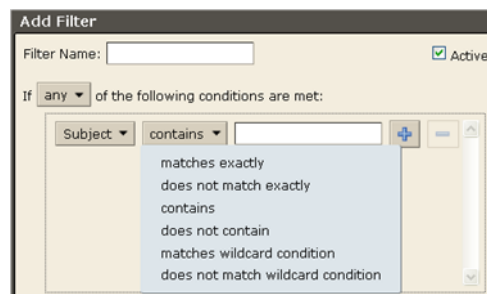 Add Filter
Filter Name:
Active
If any of the following conditions are met:
Subject contains
matches exactly
does not match exactly
contains
does not contain
matches wildcard condition
does not match wildcard condition